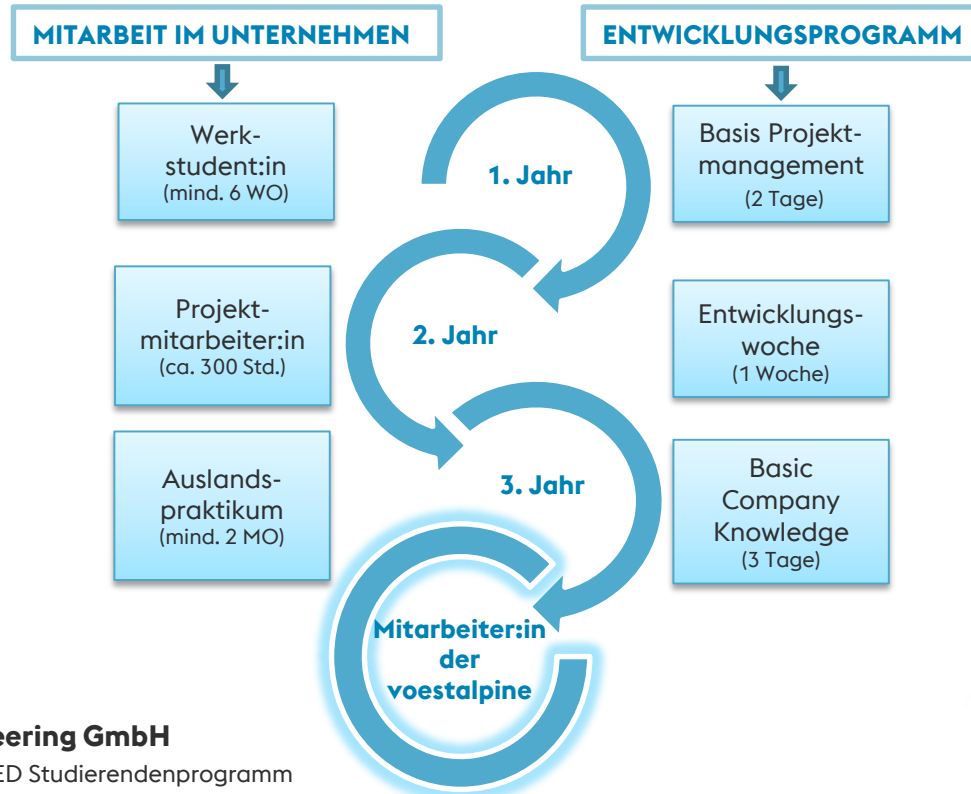 MITARBEIT IM UNTERNEHMEN
ENTWICKLUNGSPROGRAMM
Werk-
student:in
(mind. 6 WO)
1. Jahr
Basis Projekt-
management
(2 Tage)
Projekt-
mitarbeiter:in
(ca. 300 Std.)
2. Jahr
Entwicklungs-
woche
(1 Woche)
Auslands-
praktikum
(mind. 2 MO)
3. Jahr
Basic
Company
Knowledge
(3 Tage)
Mitarbeiter:in
der
voestalpine
eering GmbH
ED Studierendenprogramm